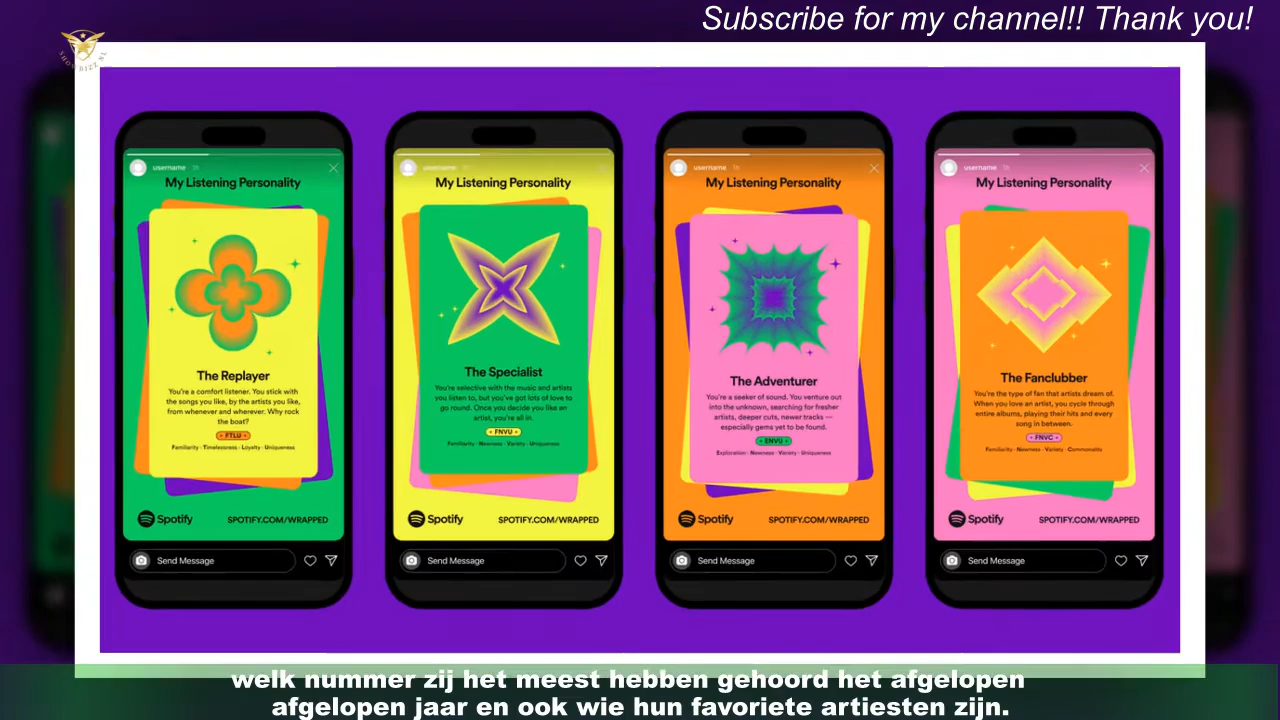 Subscribe for my channel!! Thank you!
SHOWBIZZ NL
username 1h
My Listening Personality
The Replayer
You're a comfort listener. You stick with
the songs you like, by the artists you like,
from whenever and wherever. Why rock
the boat?
FTLU
Familiarity · Timelessness · Loyalty · Uniqueness
Spotify
SPOTIFY.COM/WRAPPED
Send Message
username 1h
My Listening Personality
The Specialist
You're selective with the music and artists
you listen to, but you've got lots of love to
go round. Once you decide you like an
artist, you're all in.
FNVU
Familiarity · Newness · Variety · Uniqueness
Spotify
SPOTIFY.COM/WRAPPED
Send Message
username 1h
My Listening Personality
The Adventurer
You're a seeker of sound. You venture out
into the unknown, searching for fresher
artists, deeper cuts, newer tracks —
especially gems yet to be found.
ENVU
Exploration · Newness · Variety · Uniqueness
Spotify
SPOTIFY.COM/WRAPPED
Send Message
username 1h
My Listening Personality
The Fanclubber
You're the type of fan that artists dream of.
When you love an artist, you cycle through
entire albums, playing their hits and every
song in between.
FNVC
Familiarity · Newness · Variety · Commonality
Spotify
SPOTIFY.COM/WRAPPED
Send Message
welk nummer zij het meest hebben gehoord het afgelopen
afgelopen jaar en ook wie hun favoriete artiesten zijn.